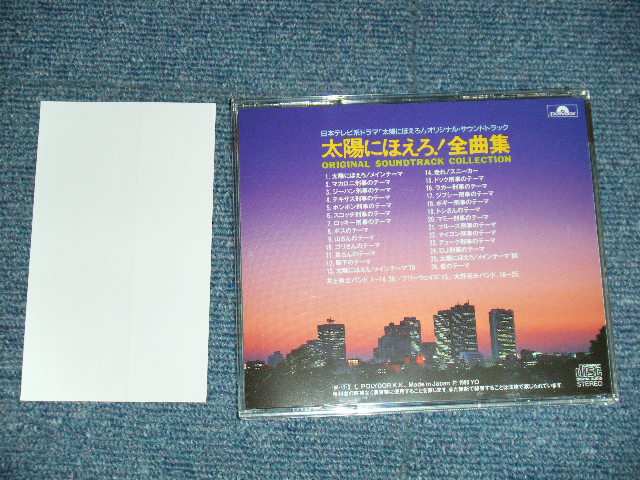 polydor
日本テレビ系ドラマ「太陽にほえろ!」オリジナル・サウンドトラック
太陽にほえろ!全曲集
ORIGINAL SOUNDTRACK COLLECTION
1. 太陽にほえろ!メインテーマ
2. マカロニ刑事のテーマ
3. ジーパン刑事のテーマ
4. テキサス刑事のテーマ
5. ボンボン刑事のテーマ
6. スコッチ刑事のテーマ
7. ロッキー刑事のテーマ
8. ボスのテーマ
9. 山さんのテーマ
10. ゴリさんのテーマ
11. 長さんのテーマ
12. 殿下のテーマ
13. 太陽にほえろ!メインテーマ'79
14. 走れ!スニーカー
15. ドック刑事のテーマ
16. ラガー刑事のテーマ
17. ジプシー刑事のテーマ
18. ボギー刑事のテーマ
19. トシさんのテーマ
20. マミー刑事のテーマ
21. ブルース刑事のテーマ
22. マイコン刑事のテーマ
23. デューク刑事のテーマ
24. DJ刑事のテーマ
25. 太陽にほえろ!メインテーマ'86
26. 愛のテーマ
井上堯之バンド(1〜14,26)/フリーウェイズ(15)/大野克夫バンド(16〜25)
POLYDOR K.K., Made in Japan
COMPACT disc DIGITAL AUDIO
STEREO